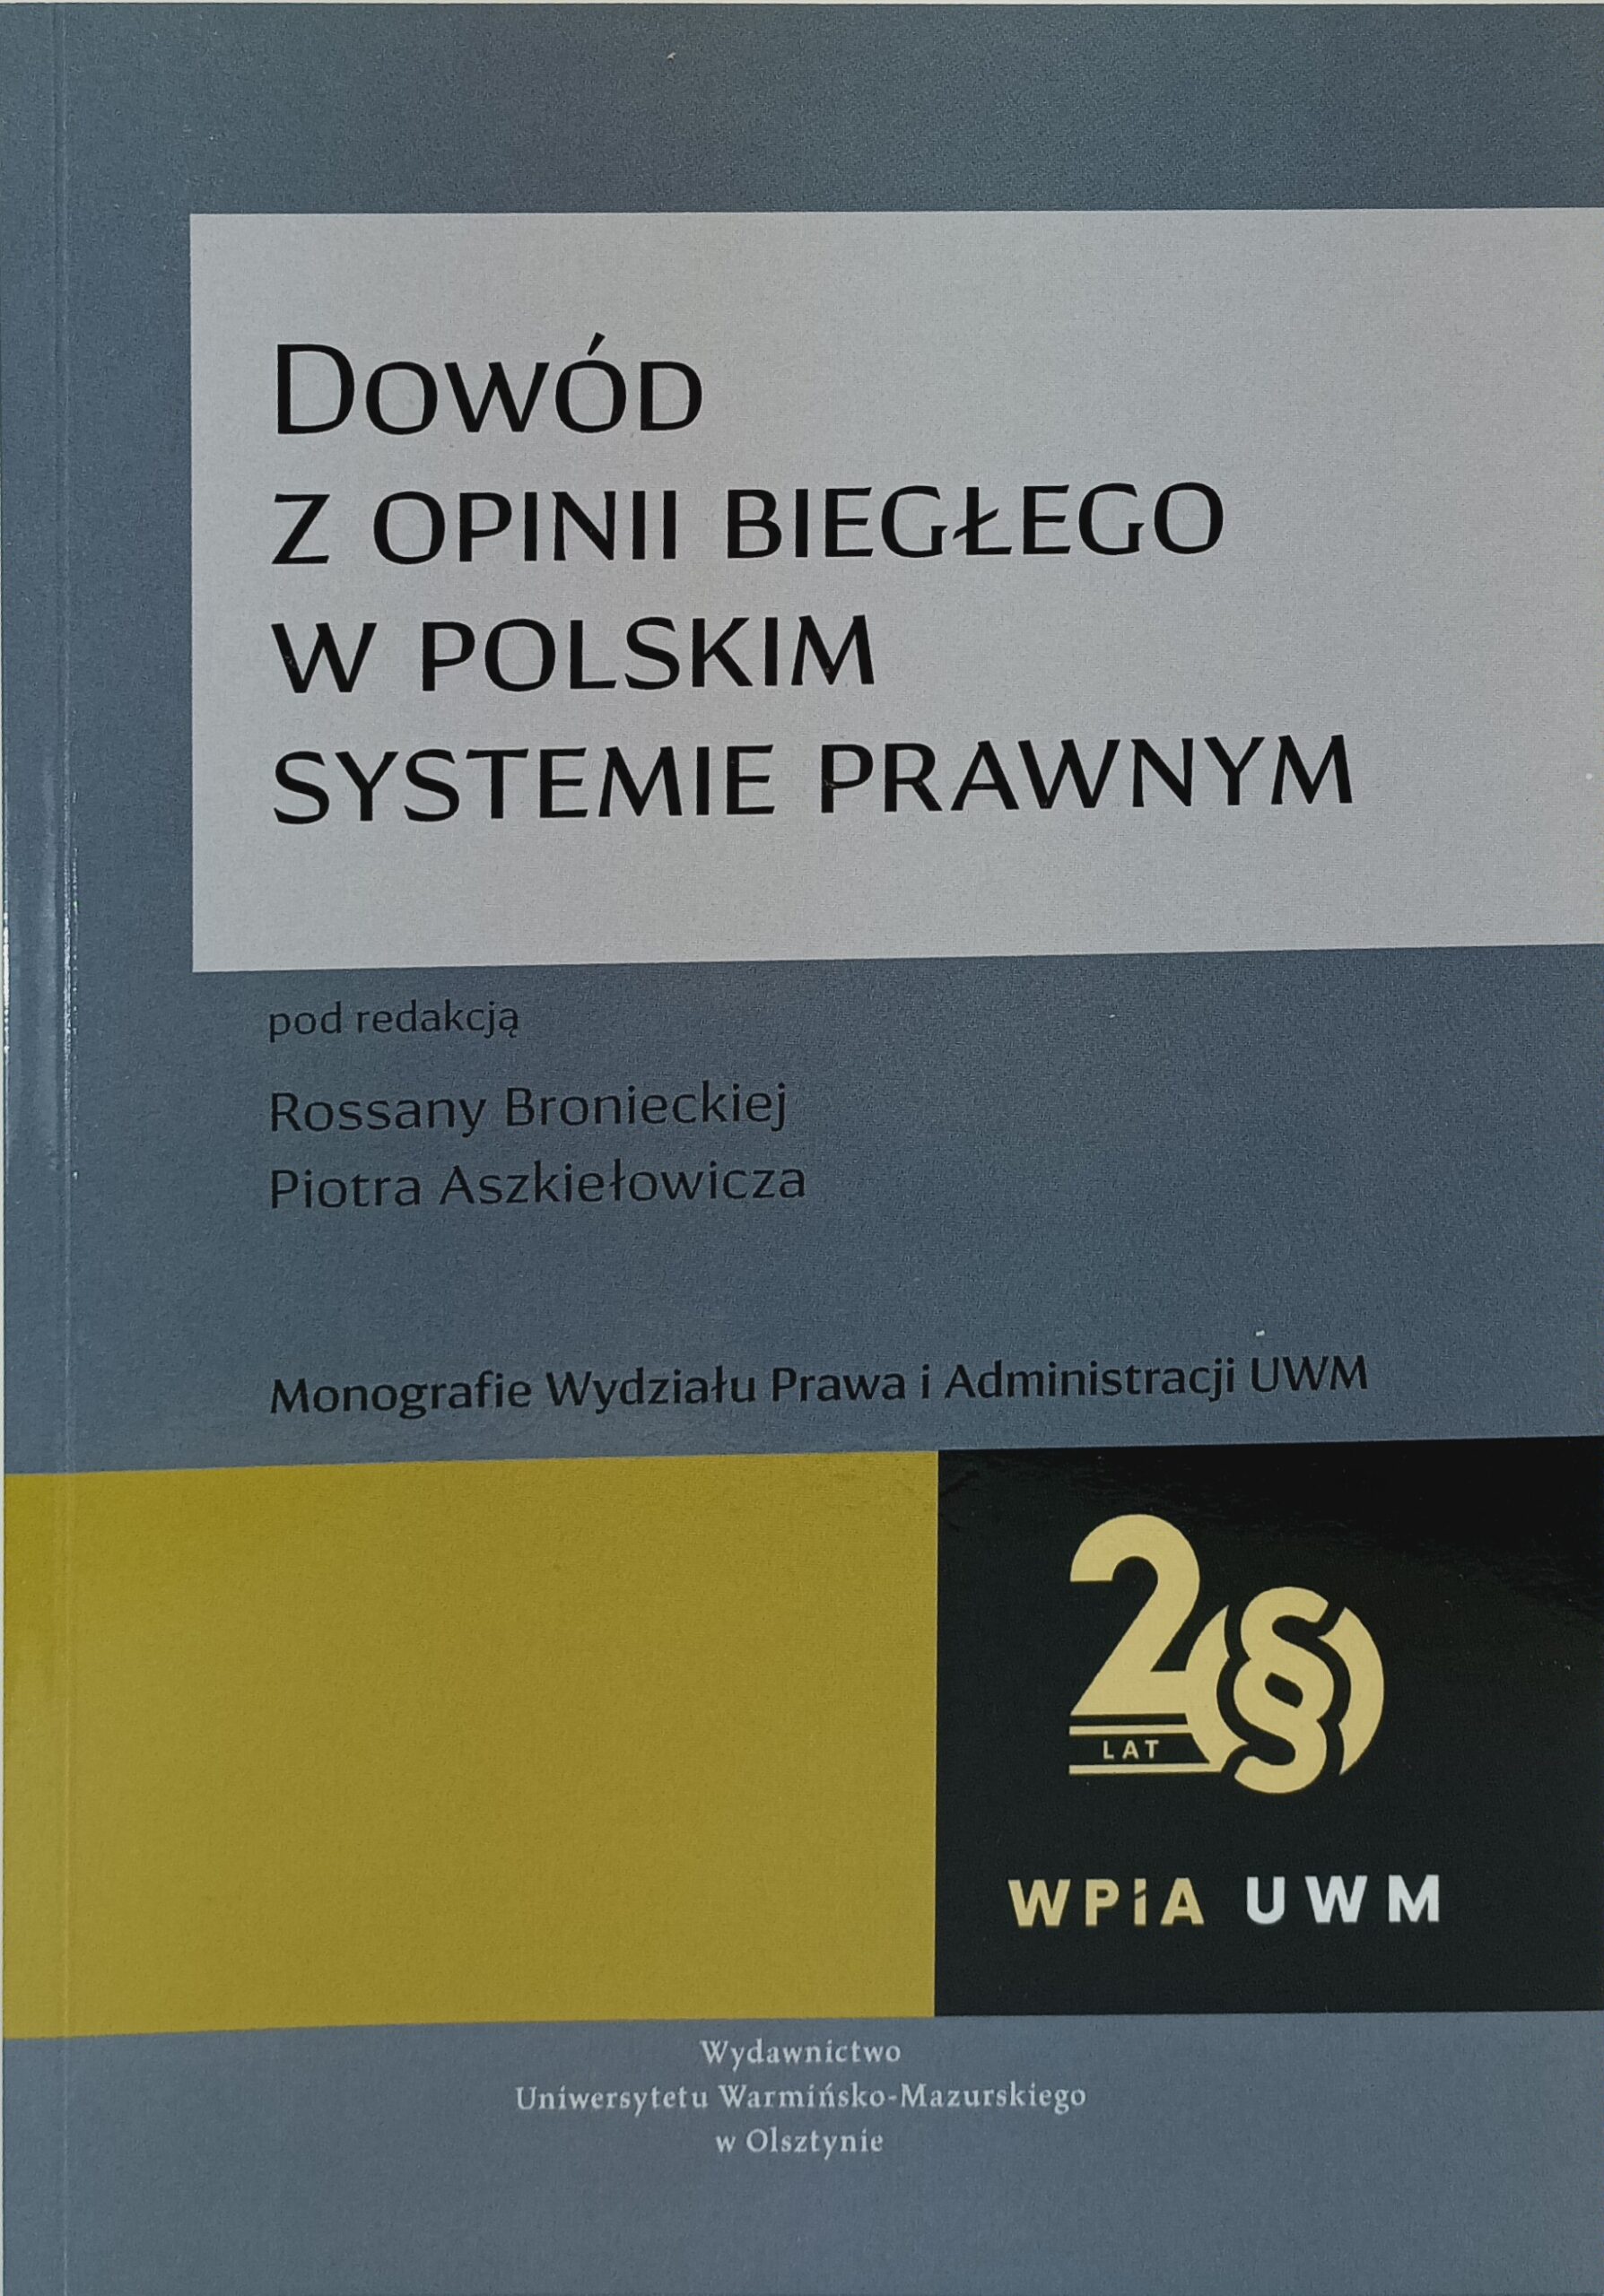 DOWÓD
Z OPINII BIEGŁEGO
W POLSKIM
SYSTEMIE PRAWNYM
pod redakcją
Rossany Bronieckiej
Piotra Aszkiełowicza
Monografie Wydziału Prawa i Administracji UWM
20
LAT
WPiA UWM
Wydawnictwo
Uniwersytetu Warmińsko-Mazurskiego
w Olsztynie